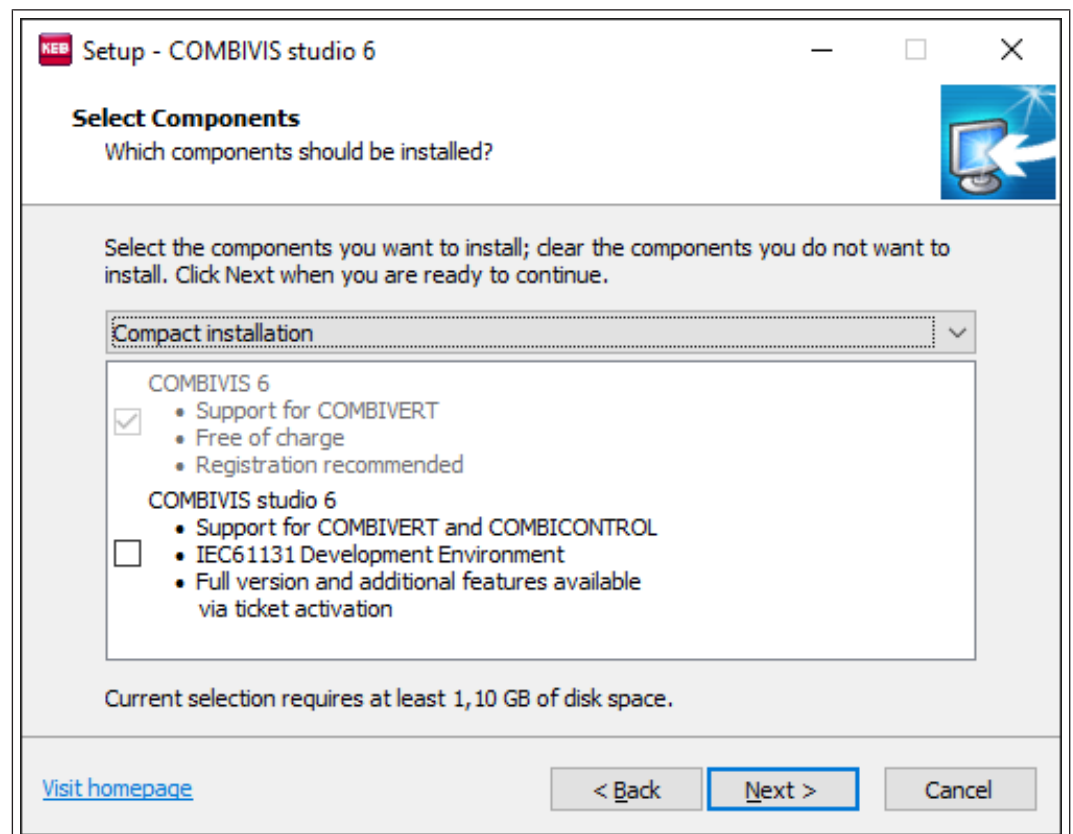 KEB Setup - COMBIVIS studio 6
Select Components
Which components should be installed?
Select the components you want to install; clear the components you do not want to
install. Click Next when you are ready to continue.
Compact installation
COMBIVIS 6
• Support for COMBIVERT
• Free of charge
• Registration recommended
COMBIVIS studio 6
• Support for COMBIVERT and COMBICONTROL
• IEC61131 Development Environment
• Full version and additional features available
via ticket activation
Current selection requires at least 1,10 GB of disk space.
Visit homepage
< Back
Next >
Cancel